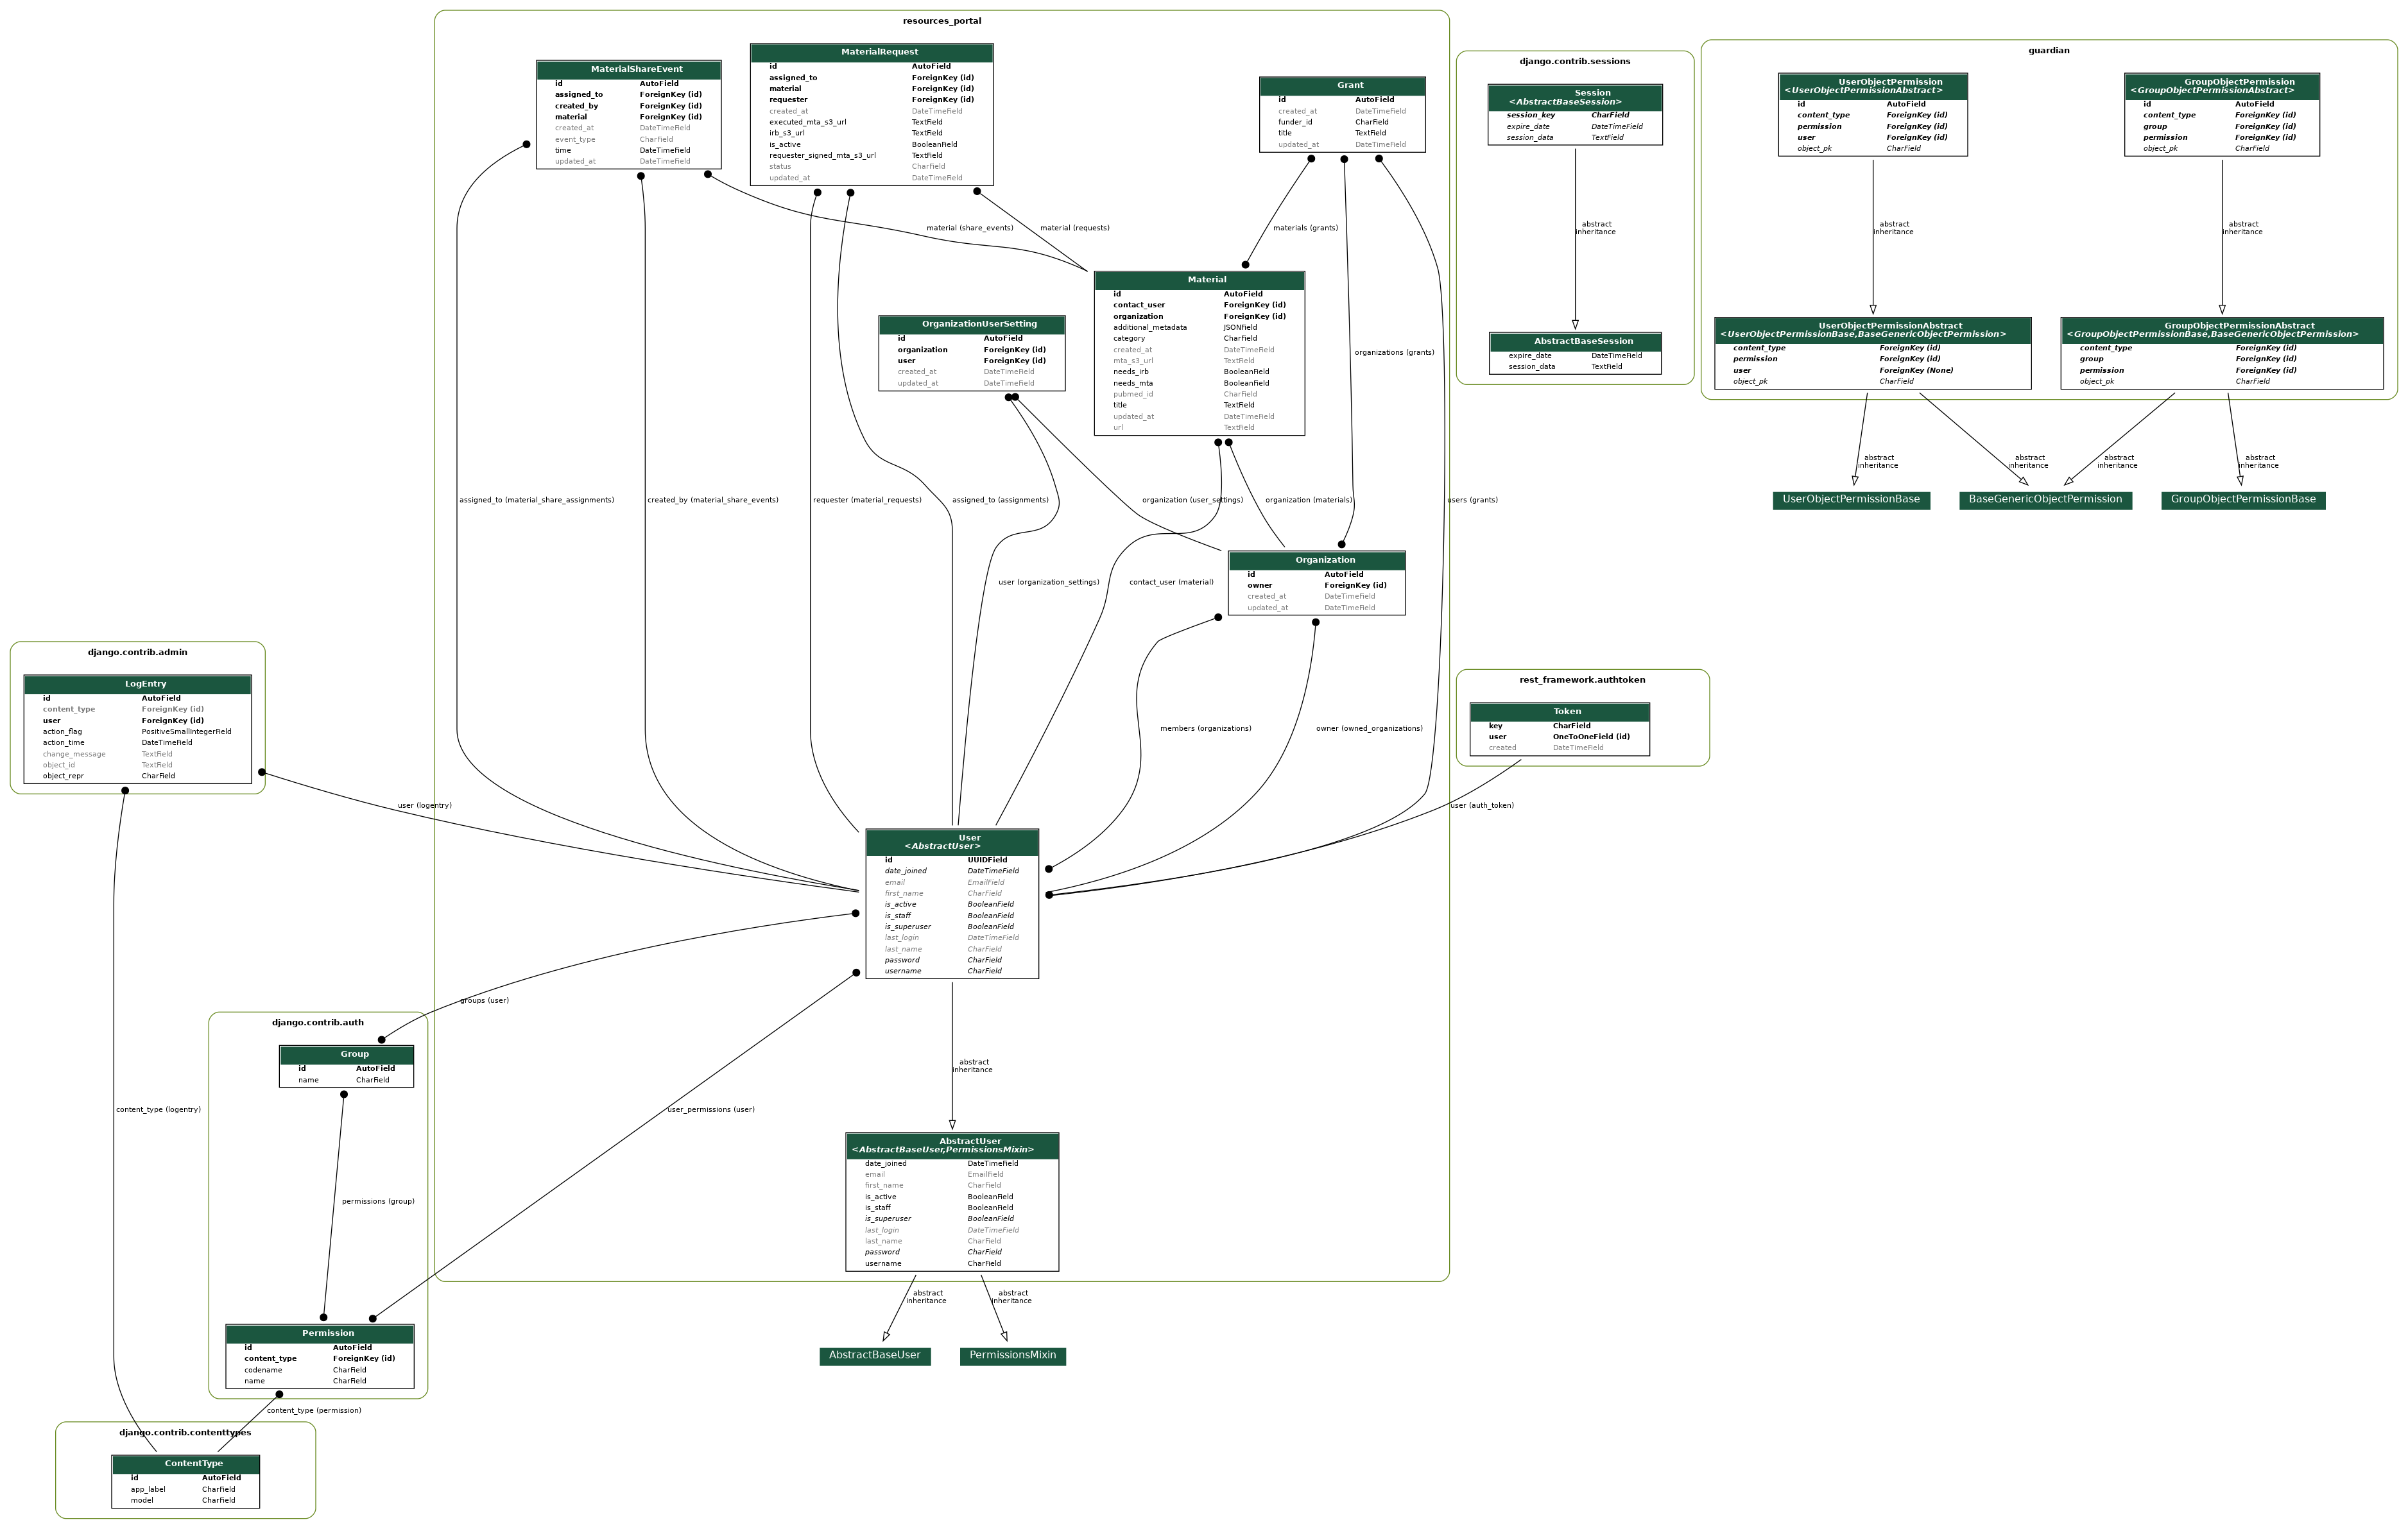 resources_portal
MaterialShareEvent
id AutoField
assigned_to ForeignKey (id)
created_by ForeignKey (id)
material ForeignKey (id)
created_at DateTimeField
event_type CharField
time DateTimeField
updated_at DateTimeField
MaterialRequest
id AutoField
assigned_to ForeignKey (id)
material ForeignKey (id)
requester ForeignKey (id)
created_at DateTimeField
executed_mta_s3_url TextField
irb_s3_url TextField
is_active BooleanField
requester_signed_mta_s3_url TextField
status CharField
updated_at DateTimeField
Grant
id AutoField
created_at DateTimeField
funder_id CharField
title TextField
updated_at DateTimeField
material (share_events)
material (requests)
materials (grants)
Material
id AutoField
contact_user ForeignKey (id)
organization ForeignKey (id)
additional_metadata JSONField
category CharField
created_at DateTimeField
mta_s3_url TextField
needs_irb BooleanField
needs_mta BooleanField
pubmed_id CharField
title TextField
updated_at DateTimeField
url TextField
OrganizationUserSetting
id AutoField
organization ForeignKey (id)
user ForeignKey (id)
created_at DateTimeField
updated_at DateTimeField
organizations (grants)
assigned_to (material_share_assignments)
created_by (material_share_events)
requester (material_requests)
assigned_to (assignments)
organization (user_settings)
organization (materials)
users (grants)
user (organization_settings)
contact_user (material)
Organization
id AutoField
owner ForeignKey (id)
created_at DateTimeField
updated_at DateTimeField
members (organizations)
owner (owned_organizations)
User
<AbstractUser>
id UUIDField
date_joined DateTimeField
email EmailField
first_name CharField
is_active BooleanField
is_staff BooleanField
is_superuser BooleanField
last_login DateTimeField
last_name CharField
password CharField
username CharField
abstract
inheritance
AbstractUser
<AbstractBaseUser,PermissionsMixin>
date_joined DateTimeField
email EmailField
first_name CharField
is_active BooleanField
is_staff BooleanField
is_superuser BooleanField
last_login DateTimeField
last_name CharField
password CharField
username CharField
abstract
inheritance
abstract
inheritance
AbstractBaseUser
PermissionsMixin
django.contrib.sessions
Session
<AbstractBaseSession>
session_key CharField
expire_date DateTimeField
session_data TextField
abstract
inheritance
AbstractBaseSession
expire_date DateTimeField
session_data TextField
guardian
UserObjectPermission
<UserObjectPermissionAbstract>
id AutoField
content_type ForeignKey (id)
permission ForeignKey (id)
user ForeignKey (id)
object_pk CharField
GroupObjectPermission
<GroupObjectPermissionAbstract>
id AutoField
content_type ForeignKey (id)
group ForeignKey (id)
permission ForeignKey (id)
object_pk CharField
abstract
inheritance
abstract
inheritance
UserObjectPermissionAbstract
<UserObjectPermissionBase,BaseGenericObjectPermission>
content_type ForeignKey (id)
permission ForeignKey (id)
user ForeignKey (None)
object_pk CharField
GroupObjectPermissionAbstract
<GroupObjectPermissionBase,BaseGenericObjectPermission>
content_type ForeignKey (id)
group ForeignKey (id)
permission ForeignKey (id)
object_pk CharField
abstract
inheritance
abstract
inheritance
abstract
inheritance
abstract
inheritance
UserObjectPermissionBase
BaseGenericObjectPermission
GroupObjectPermissionBase
rest_framework.authtoken
Token
key CharField
user OneToOneField (id)
created DateTimeField
user (auth_token)
django.contrib.admin
LogEntry
id AutoField
content_type ForeignKey (id)
user ForeignKey (id)
action_flag PositiveSmallIntegerField
action_time DateTimeField
change_message TextField
object_id TextField
object_repr CharField
user (logentry)
groups (user)
user_permissions (user)
content_type (logentry)
django.contrib.auth
Group
id AutoField
name CharField
permissions (group)
Permission
id AutoField
content_type ForeignKey (id)
codename CharField
name CharField
content_type (permission)
django.contrib.contenttypes
ContentType
id AutoField
app_label CharField
model CharField